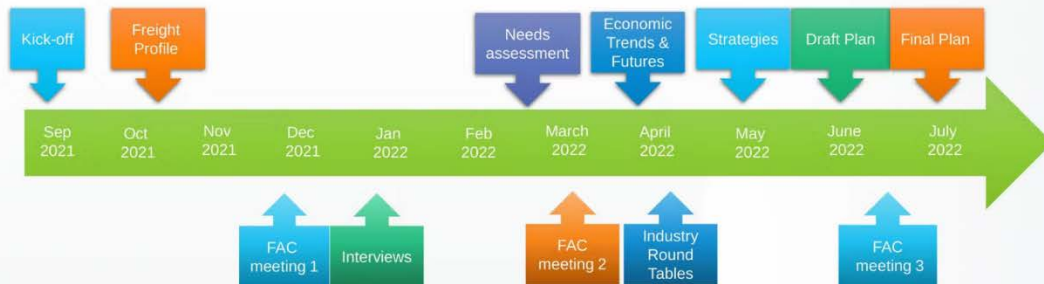 Kick-off
Freight
Profile
Needs
assessment
Economic
Trends &
Futures
Strategies
Draft Plan
Final Plan
Sep
2021
Oct
2021
Nov
2021
Dec
2021
Jan
2022
Feb
2022
March
2022
April
2022
May
2022
June
2022
July
2022
FAC
meeting 1
Interviews
FAC
meeting 2
Industry
Round
Tables
FAC
meeting 3